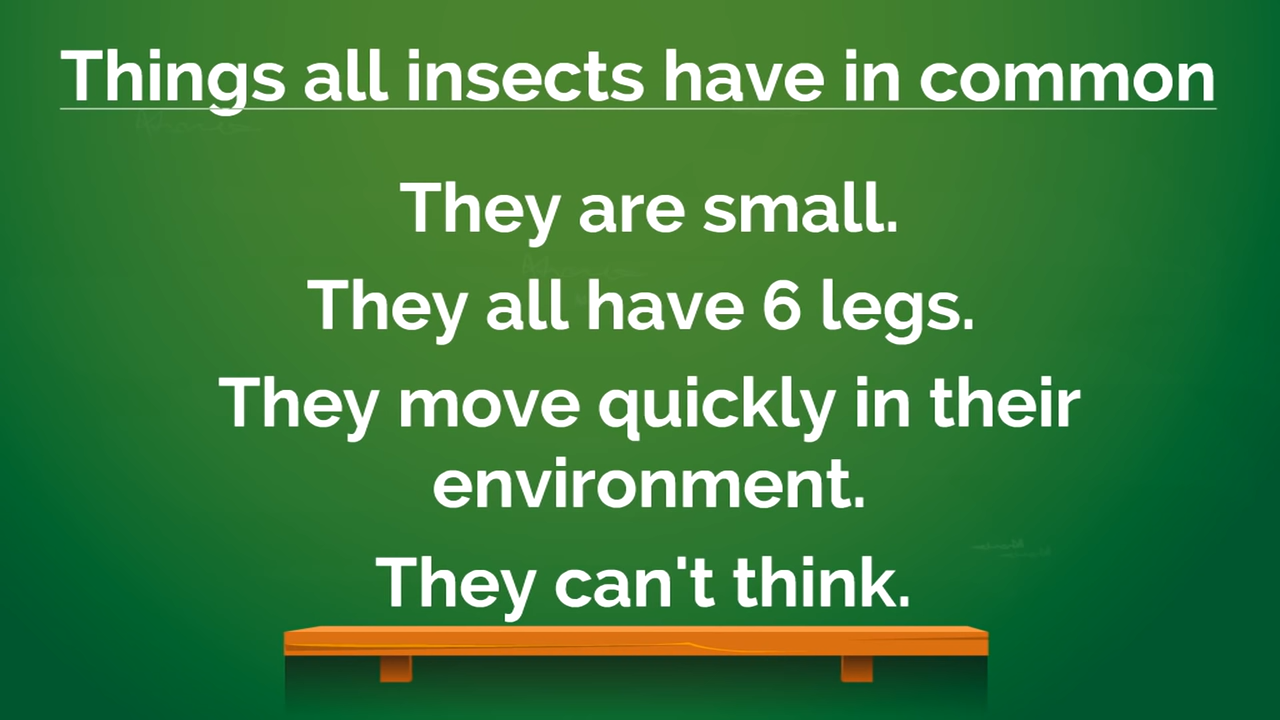 Things all insects have in common
They are small.
They all have 6 legs.
They move quickly in their
environment.
They can't think.